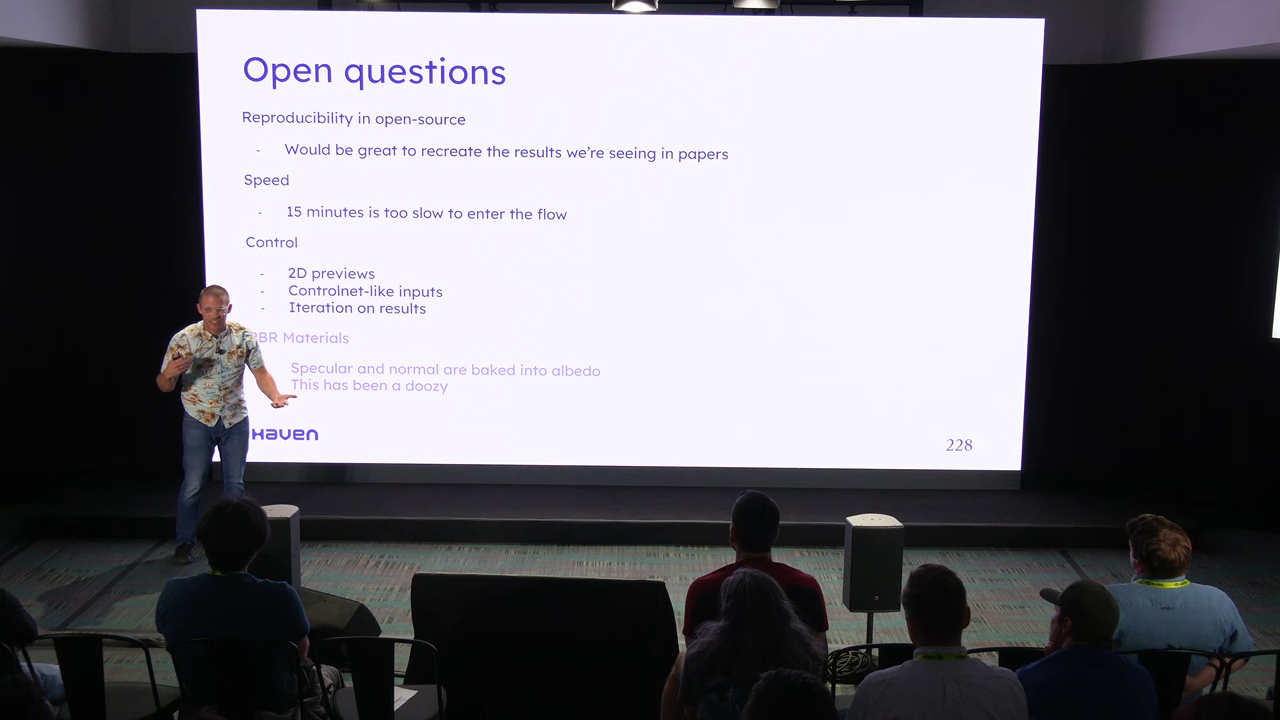 Open questions
Reproducibility in open-source
- Would be great to recreate the results we're seeing in papers
Speed
- 15 minutes is too slow to enter the flow
Control
- 2D previews
- Controlnet-like inputs
- Iteration on results
PBR Materials
Specular and normal are baked into albedo
This has been a doozy
Haven
228